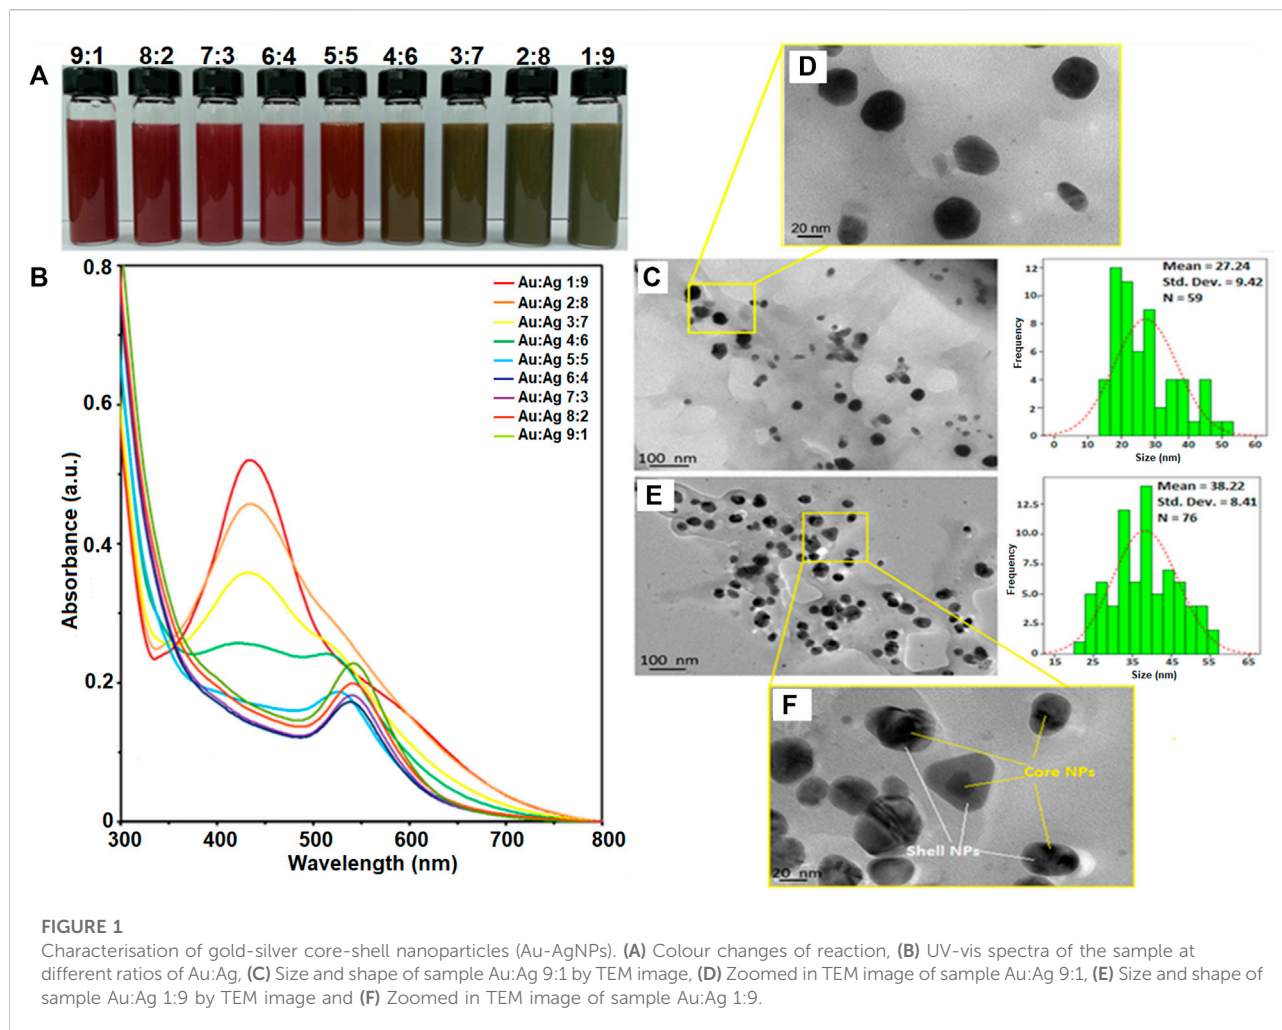 9:1 8:2 7:3 6:4 5:5 4:6 3:7 2:8 1:9
A
D
20 nm
B
0.8
0.6
0.4
0.2
0
Absorbance (a.u.)
300 400 500 600 700 800
Wavelength (nm)
Au:Ag 1:9
Au:Ag 2:8
Au:Ag 3:7
Au:Ag 4:6
Au:Ag 5:5
Au:Ag 6:4
Au:Ag 7:3
Au:Ag 8:2
Au:Ag 9:1
C
100 nm
Mean = 27.24
Std. Dev. = 9.42
N = 59
Frequency
12
10
8
6
4
2
0
0 10 20 30 40 50 60
Size (nm)
E
100 nm
Mean = 38.22
Std. Dev. = 8.41
N = 76
Frequency
12.5
10.0
7.5
5.0
2.5
15 25 35 45 55 65
Size (nm)
F
Core NPs
Shell NPs
20 nm
FIGURE 1
Characterisation of gold-silver core-shell nanoparticles (Au-AgNPs). (A) Colour changes of reaction, (B) UV-vis spectra of the sample at
different ratios of Au:Ag, (C) Size and shape of sample Au:Ag 9:1 by TEM image, (D) Zoomed in TEM image of sample Au:Ag 9:1, (E) Size and shape of
sample Au:Ag 1:9 by TEM image and (F) Zoomed in TEM image of sample Au:Ag 1:9.